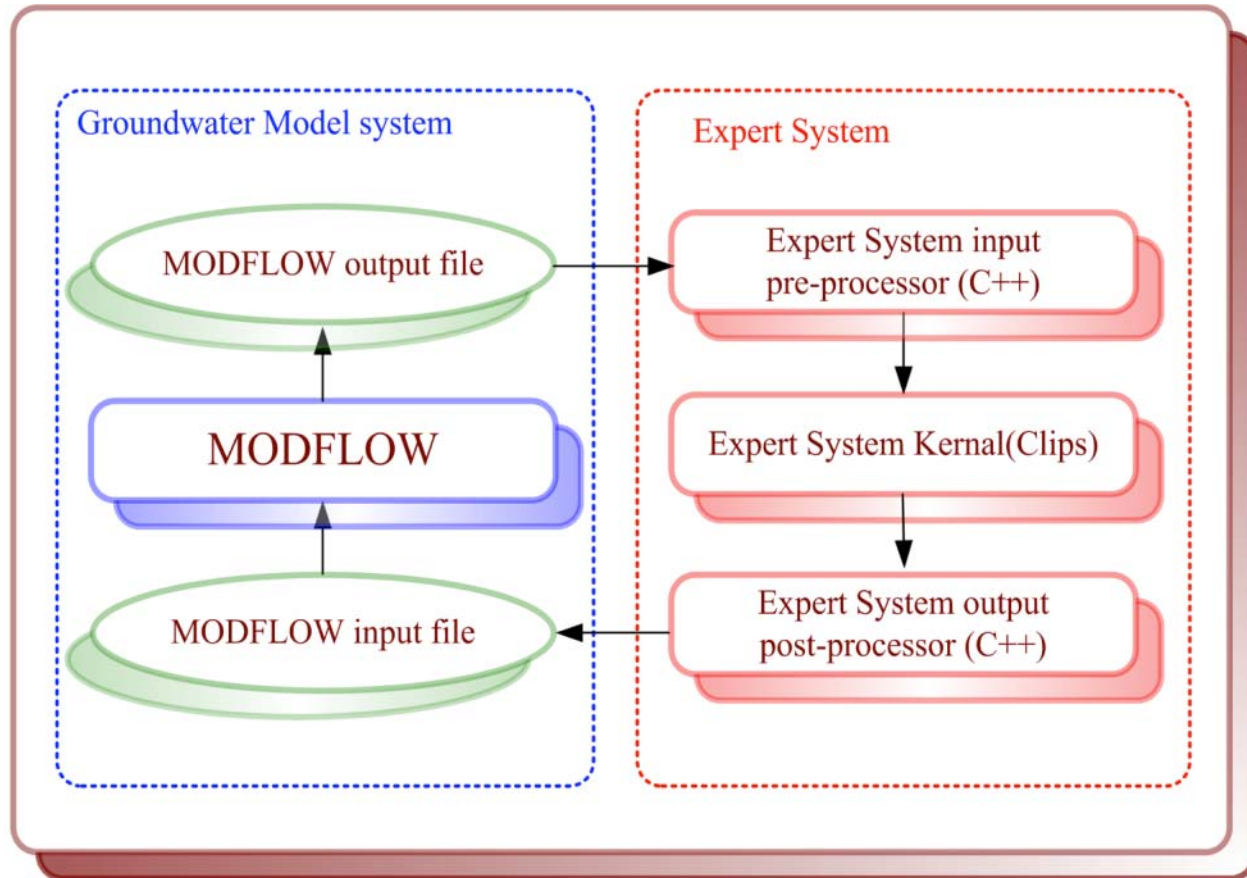 Groundwater Model system
Expert System
MODFLOW output file
Expert System input
pre-processor (C++)
MODFLOW
Expert System Kernal(Clips)
MODFLOW input file
Expert System output
post-processor (C++)